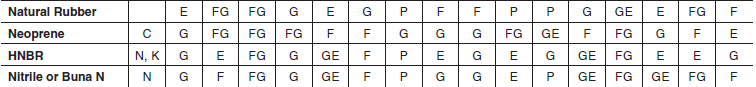 Natural Rubber E FG FG G E G P F F P P G GE E FG F
Neoprene C G FG FG FG F F G G G FG GE F FG G F E
HNBR N, K G E FG G GE F P E G E G GE FG E E G
Nitrile or Buna N N G F FG G GE F P G G E P GE FG GE FG F